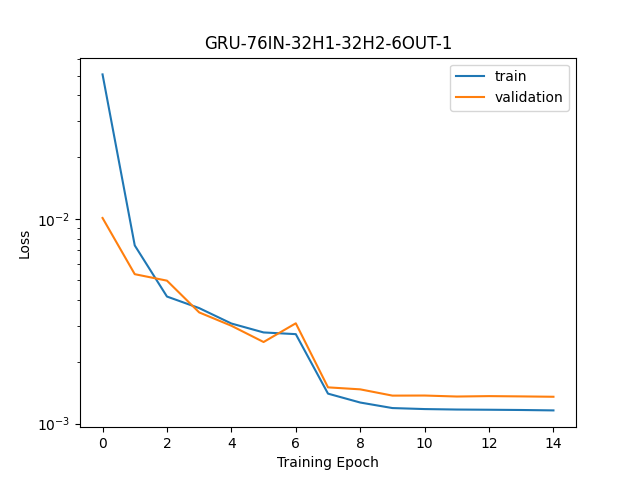 GRU-76IN-32H1-32H2-6OUT-1
train
validation
10⁻²
10⁻³
Loss
0 2 4 6 8 10 12 14
Training Epoch